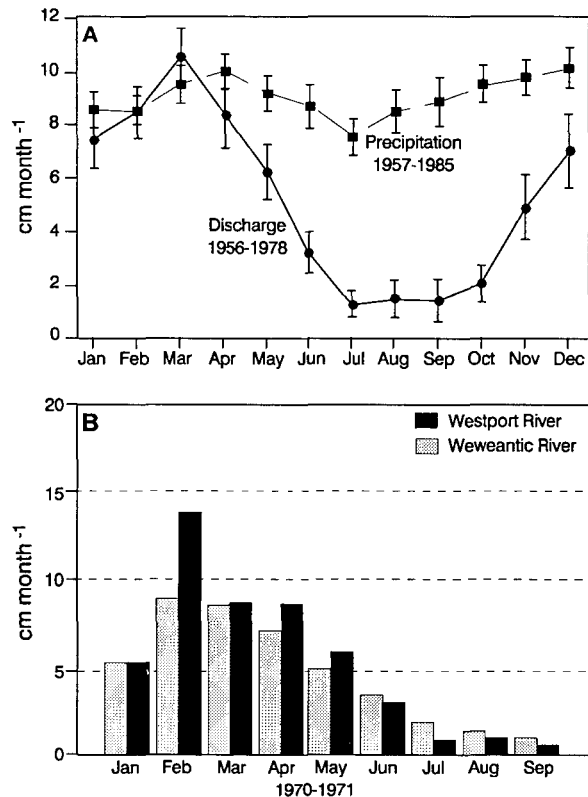 A
12
10
8
6
4
2
0
cm month -1
Precipitation
1957-1985
Discharge
1956-1978
Jan Feb Mar Apr May Jun Jul Aug Sep Oct Nov Dec
B
20
15
10
5
0
cm month -1
Westport River
Weweantic River
Jan Feb Mar Apr May Jun Jul Aug Sep
1970-1971